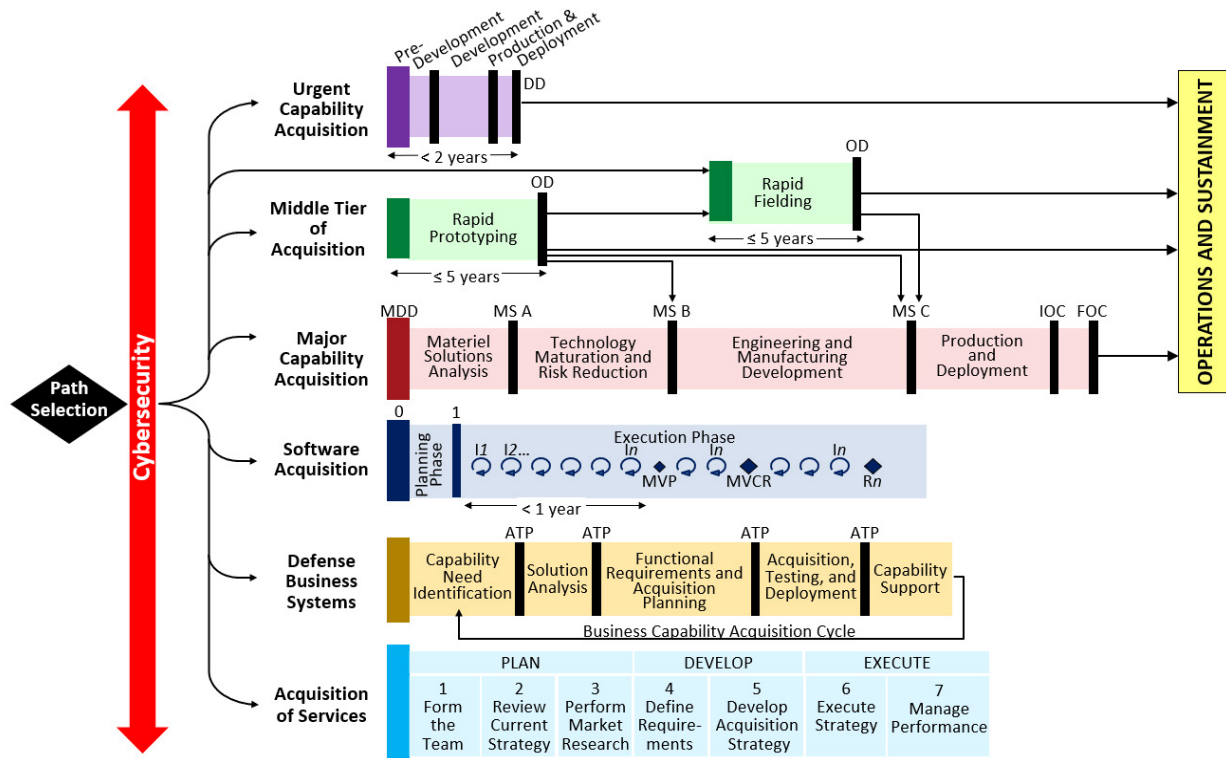 Pre-
Development
Development
Production &
Deployment
Urgent
Capability
Acquisition
DD
< 2 years
OD
OD
Middle Tier
of
Acquisition
Rapid
Prototyping
Rapid
Fielding
≤ 5 years
≤ 5 years
OPERATIONS AND SUSTAINMENT
Path
Selection
Cybersecurity
MDD
MS A
MS B
MS C
IOC
FOC
Major
Capability
Acquisition
Materiel
Solutions
Analysis
Technology
Maturation and
Risk Reduction
Engineering and
Manufacturing
Development
Production
and
Deployment
0
1
Software
Acquisition
Planning
Phase
Execution Phase
I1
I2...
In
In
In
MVP
MVCR
Rn
< 1 year
ATP
ATP
ATP
ATP
Defense
Business
Systems
Capability
Need
Identification
Solution
Analysis
Functional
Requirements and
Acquisition
Planning
Acquisition,
Testing, and
Deployment
Capability
Support
Business Capability Acquisition Cycle
Acquisition
of Services
PLAN
DEVELOP
EXECUTE
1
Form
the
Team
2
Review
Current
Strategy
3
Perform
Market
Research
4
Define
Require-
ments
5
Develop
Acquisition
Strategy
6
Execute
Strategy
7
Manage
Performance